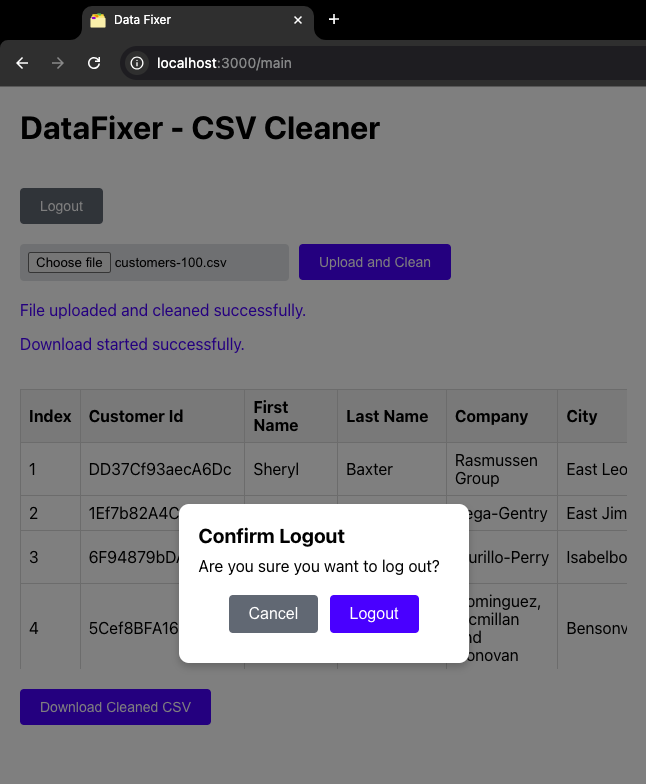 Data Fixer
localhost:3000/main
DataFixer - CSV Cleaner
Logout
Choose file customers-100.csv Upload and Clean
File uploaded and cleaned successfully.
Download started successfully.
Index Customer Id First Name Last Name Company City
1 DD37Cf93aecA6Dc Sheryl Baxter Rasmussen Group East Leo
2 1Ef7b82A4C ega-Gentry East Jim
3 6F94879bDA urillo-Perry Isabelbo
4 5Cef8BFA16 ominguez, cmillan nd onovan Bensonv
Confirm Logout
Are you sure you want to log out?
Cancel Logout
Download Cleaned CSV